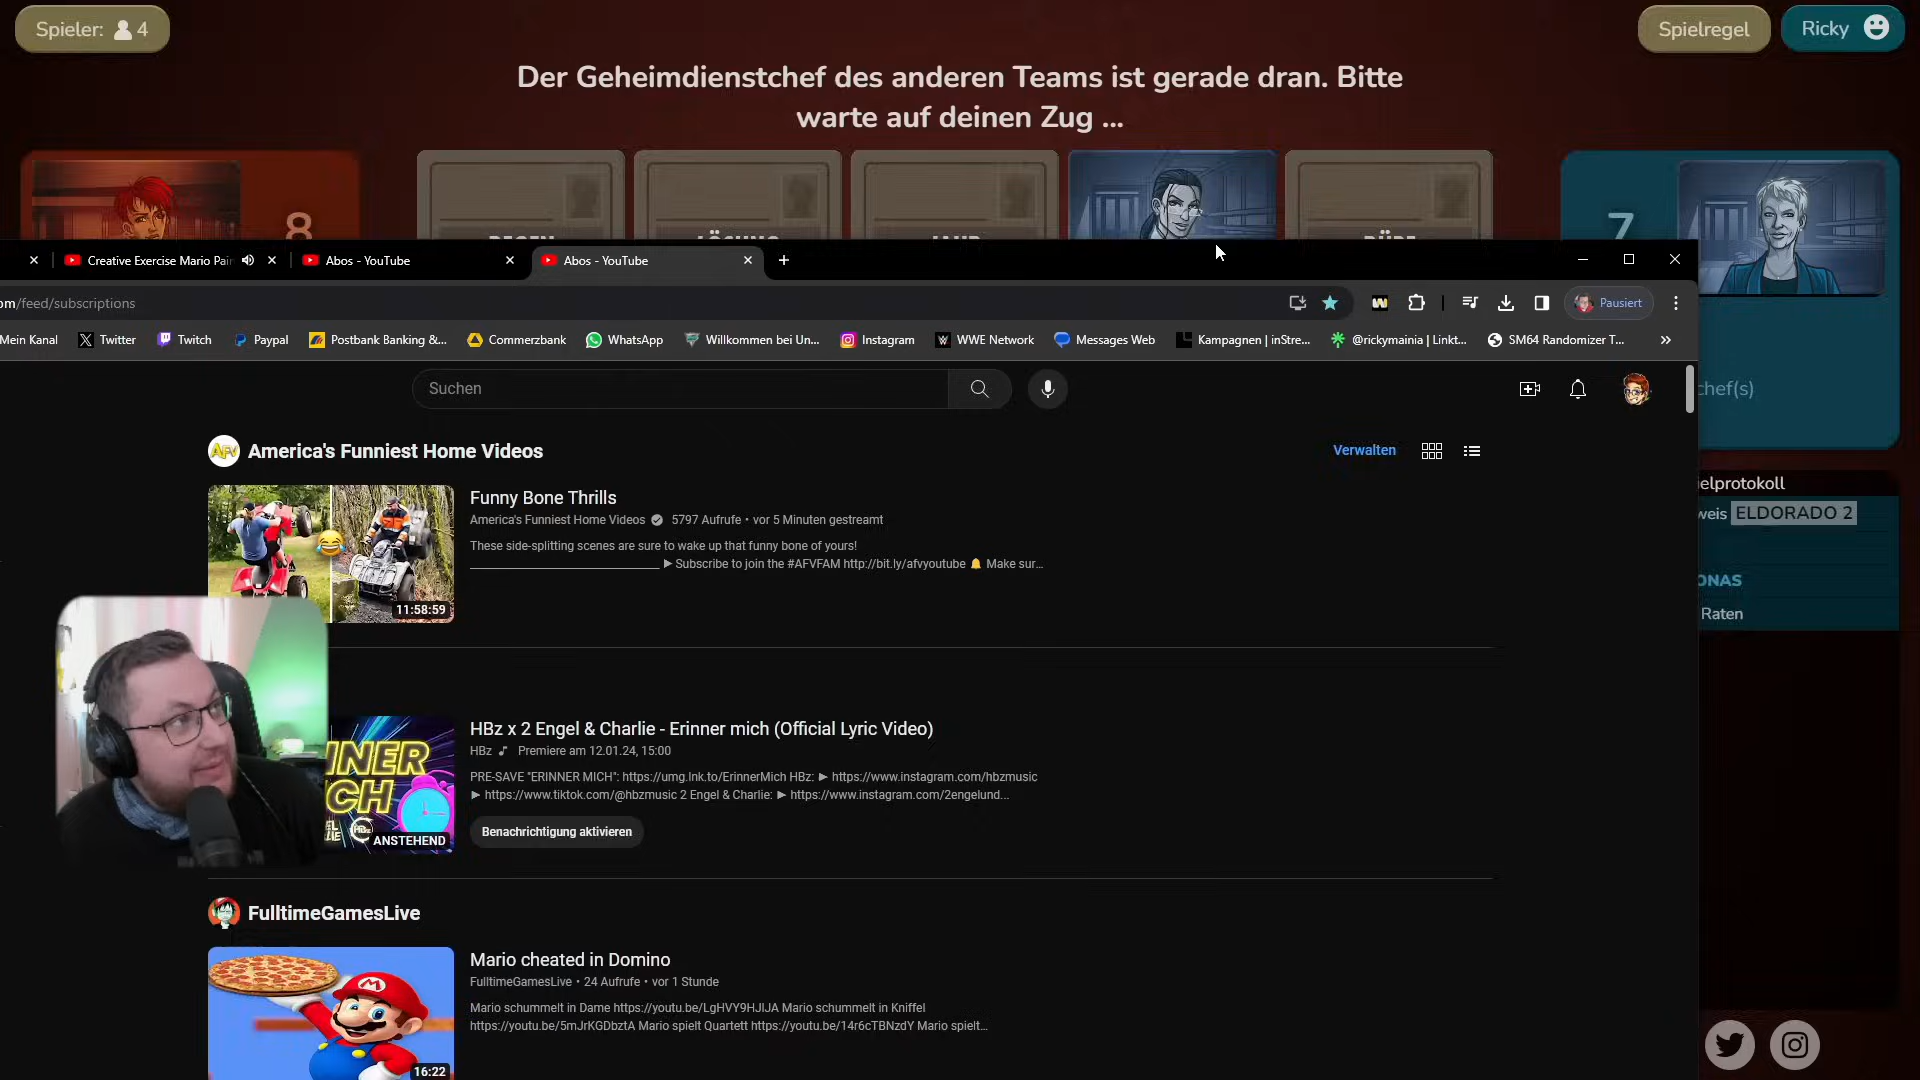 Spieler: 4
Spielregel
Ricky
Der Geheimdienstchef des anderen Teams ist gerade dran. Bitte
warte auf deinen Zug ...
8
7
Creative Exercise Mario Pain
Abos - YouTube
Abos - YouTube
om/feed/subscriptions
Pausiert
Mein Kanal
Twitter
Twitch
Paypal
Postbank Banking &...
Commerzbank
WhatsApp
Willkommen bei Un...
Instagram
WWE Network
Messages Web
Kampagnen | inStre...
@rickymainia | Linkt...
SM64 Randomizer T...
»
Suchen
chef(s)
AFV
America's Funniest Home Videos
Verwalten
Funny Bone Thrills
America's Funniest Home Videos 5797 Aufrufe • vor 5 Minuten gestreamt
These side-splitting scenes are sure to wake up that funny bone of yours!
► Subscribe to join the #AFVFAM http://bit.ly/afvyoutube 🔔 Make sur...
11:58:59
elprotokoll
weis ELDORADO 2
ONAS
Raten
HBz x 2 Engel & Charlie - Erinner mich (Official Lyric Video)
HBz Premiere am 12.01.24, 15:00
PRE-SAVE "ERINNER MICH": https://umg.lnk.to/ErinnerMich HBz: ► https://www.instagram.com/hbzmusic
► https://www.tiktok.com/@hbzmusic 2 Engel & Charlie: ► https://www.instagram.com/2engelund...
Benachrichtigung aktivieren
INNER
CH
ANSTEHEND
FulltimeGamesLive
Mario cheated in Domino
FulltimeGamesLive • 24 Aufrufe • vor 1 Stunde
Mario schummelt in Dame https://youtu.be/LgHVY9HJIJA Mario schummelt in Kniffel
https://youtu.be/5mJrKGDbztA Mario spielt Quartett https://youtu.be/14r6cTBNzdY Mario spielt...
M
16:22